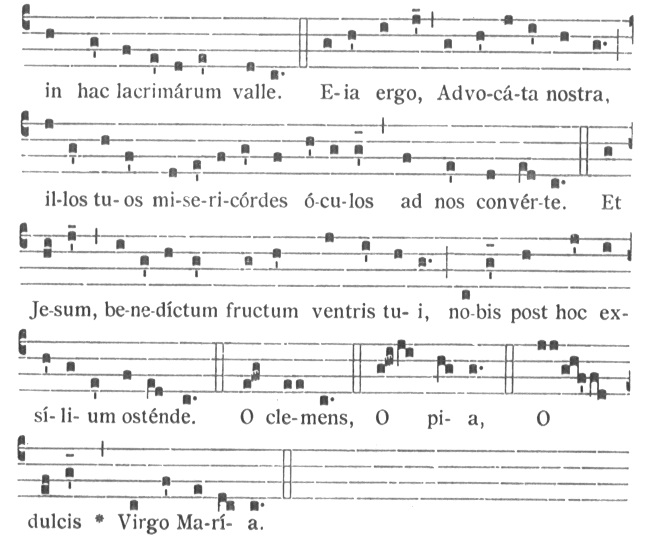 in hac lacrimárum valle. E-ia ergo, Advo-cá-ta nostra,
il-los tu-os mi-se-ri-córdes ó-cu-los ad nos convér-te. Et
Je-sum, be-ne-díctum fructum ventris tu-i, no-bis post hoc ex-
sí-li-um osténde. O cle-mens, O pi-a, O
dulcis * Virgo Ma-rí-a.